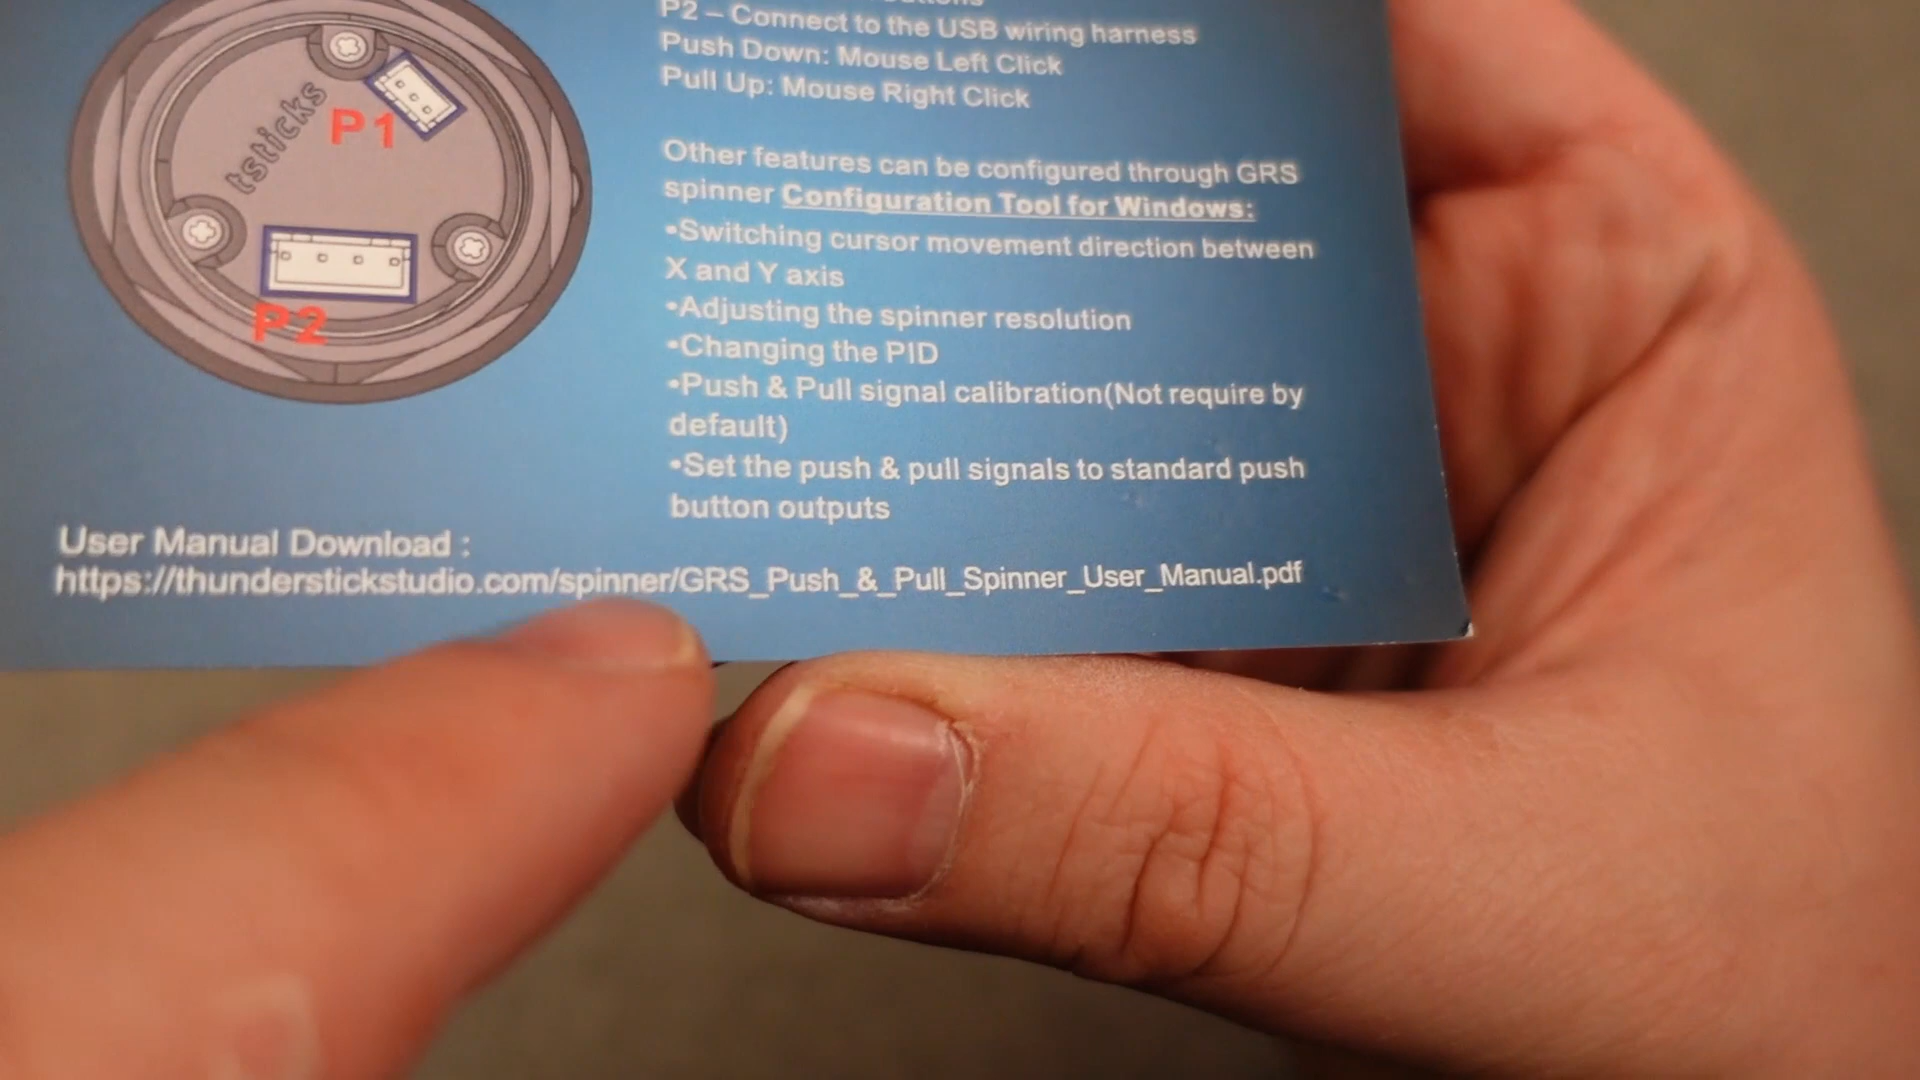 P2 – Connect to the USB wiring harness
Push Down: Mouse Left Click
Pull Up: Mouse Right Click
tsticks
P1
P2
Other features can be configured through GRS
spinner Configuration Tool for Windows:
•Switching cursor movement direction between
X and Y axis
•Adjusting the spinner resolution
•Changing the PID
•Push & Pull signal calibration(Not require by
default)
•Set the push & pull signals to standard push
button outputs
User Manual Download :
https://thunderstickstudio.com/spinner/GRS_Push_&_Pull_Spinner_User_Manual.pdf